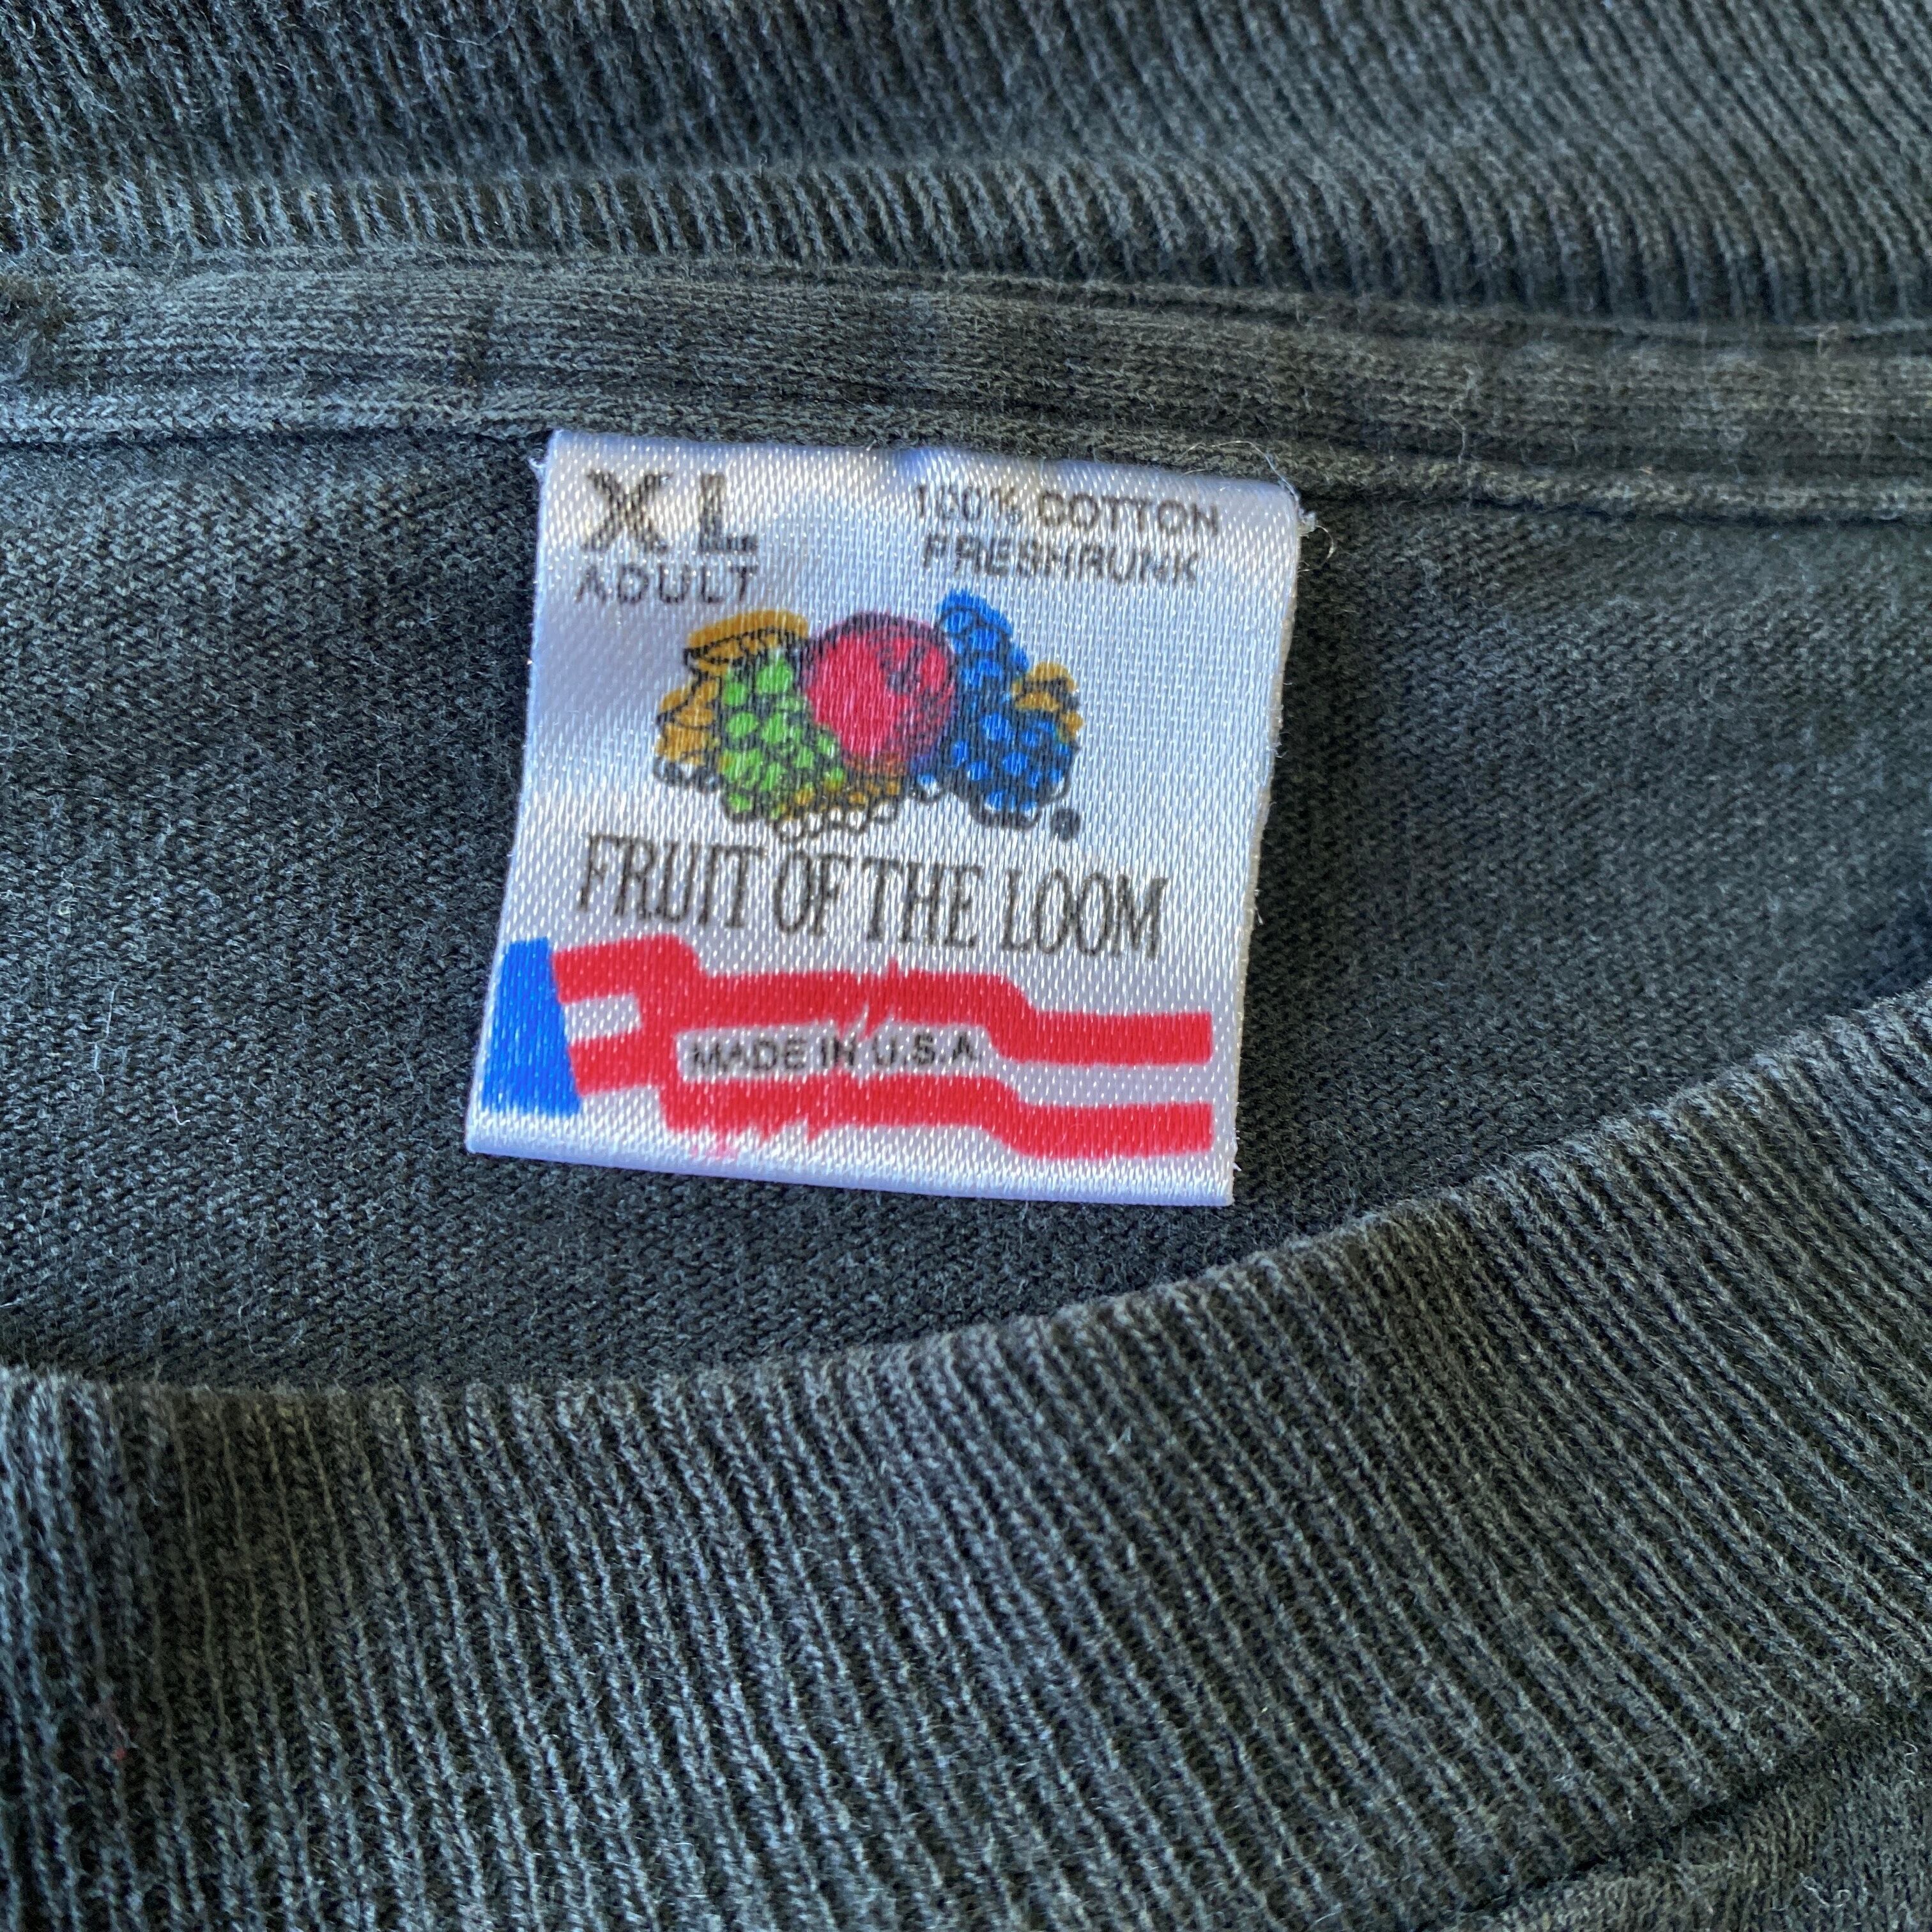 XL
ADULT
100% COTTON
PRESHRUNK
®
FRUIT OF THE LOOM
MADE IN U.S.A.